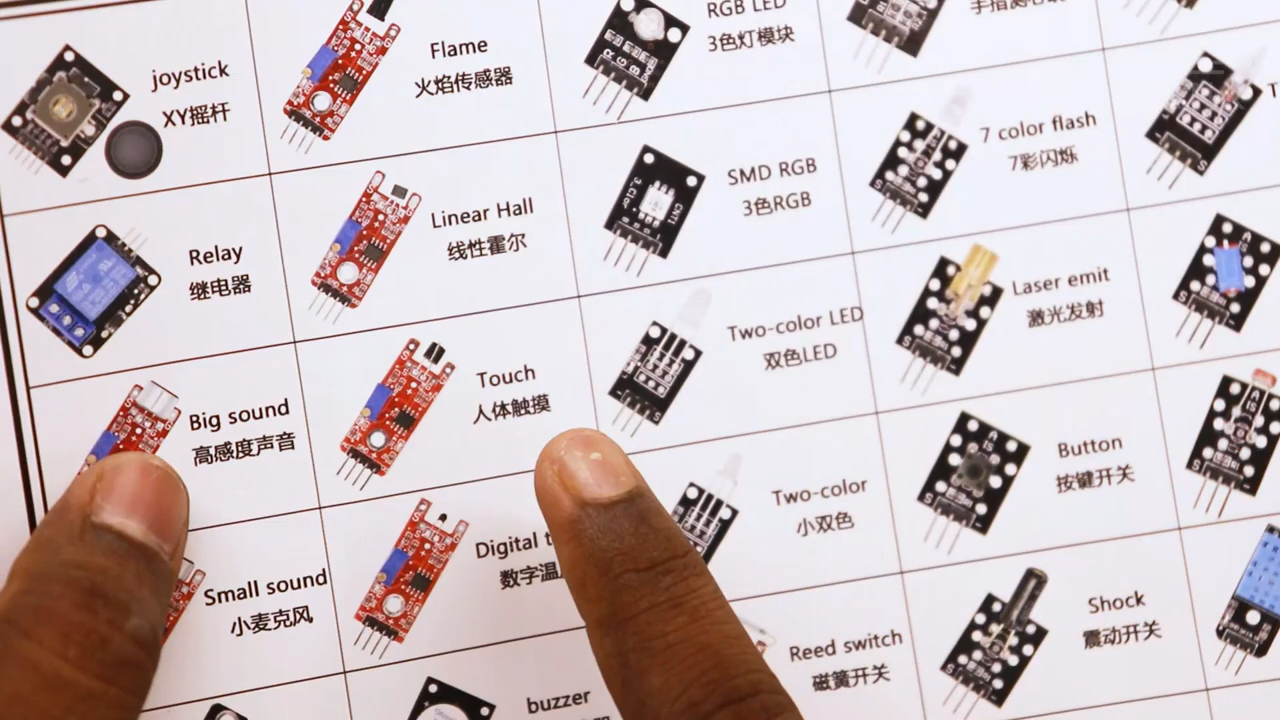 joystick
XY摇杆
Flame
火焰传感器
RGB LED
3色灯模块
Relay
继电器
Linear Hall
线性霍尔
SMD RGB
3色RGB
7 color flash
7彩闪烁
Big sound
高感度声音
Touch
人体触摸
Two-color LED
双色LED
Laser emit
激光发射
Small sound
小麦克风
Digital
数字温
Two-color
小双色
Button
按键开关
buzzer
Reed switch
磁簧开关
Shock
震动开关